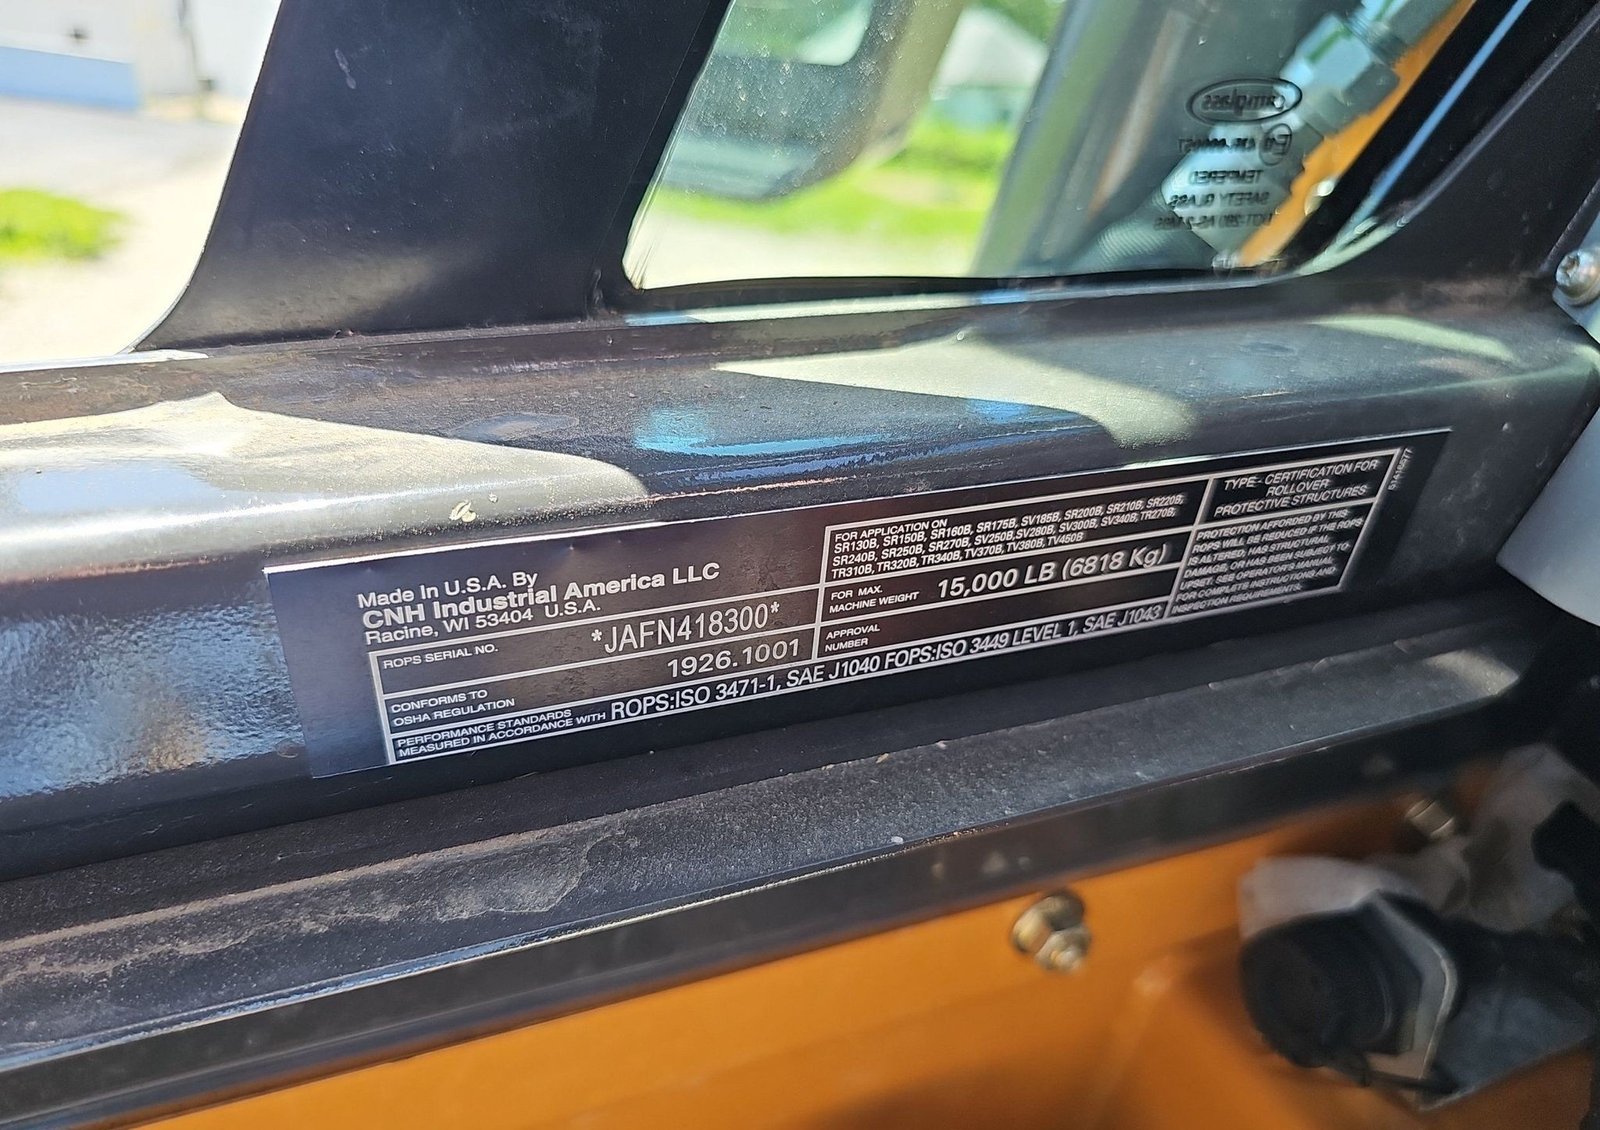 Made In U.S.A. By
CNH Industrial America LLC
Racine, WI 53404 U.S.A.
ROPS SERIAL NO.
*JAFN418300*
CONFORMS TO
OSHA REGULATION
1926.1001
PERFORMANCE STANDARDS
MEASURED IN ACCORDANCE WITH
ROPS:ISO 3471-1, SAE J1040 FOPS:ISO 3449 LEVEL 1, SAE J1043
FOR APPLICATION ON
SR130B, SR150B, SR160B, SR175B, SV185B, SR200B, SR210B, SR220B,
SR240B, SR250B, SR270B, SV250B,SV280B, SV300B, SV340B, TR270B,
TR310B, TR320B, TR340B,TV370B, TV380B, TV450B
FOR MAX.
MACHINE WEIGHT
15,000 LB (6818 Kg)
APPROVAL
NUMBER
TYPE - CERTIFICATION FOR
ROLLOVER
PROTECTIVE STRUCTURES
PROTECTION AFFORDED BY THIS
ROPS WILL BE REDUCED IF THE ROPS
IS ALTERED, HAS STRUCTURAL
DAMAGE, OR HAS BEEN SUBJECT TO
UPSET. SEE OPERATOR'S MANUAL
FOR COMPLETE INSTRUCTIONS AND
INSPECTION REQUIREMENTS.
camglass
TEMPERED
SAFETY GLASS